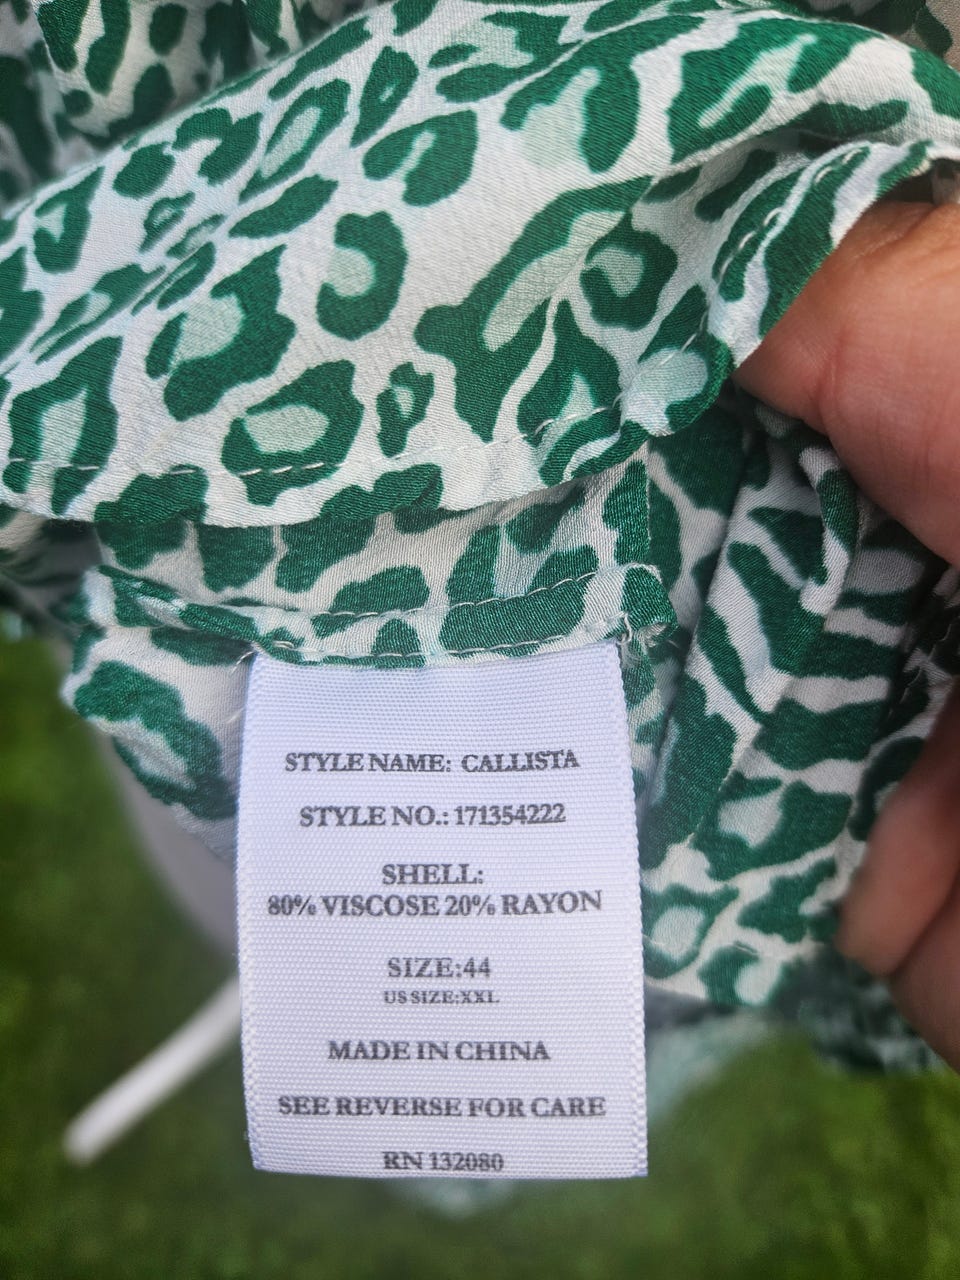 STYLE NAME: CALLISTA
STYLE NO.: 171354222
SHELL:
80% VISCOSE 20% RAYON
SIZE:44
US SIZE:XXL
MADE IN CHINA
SEE REVERSE FOR CARE
RN 132080